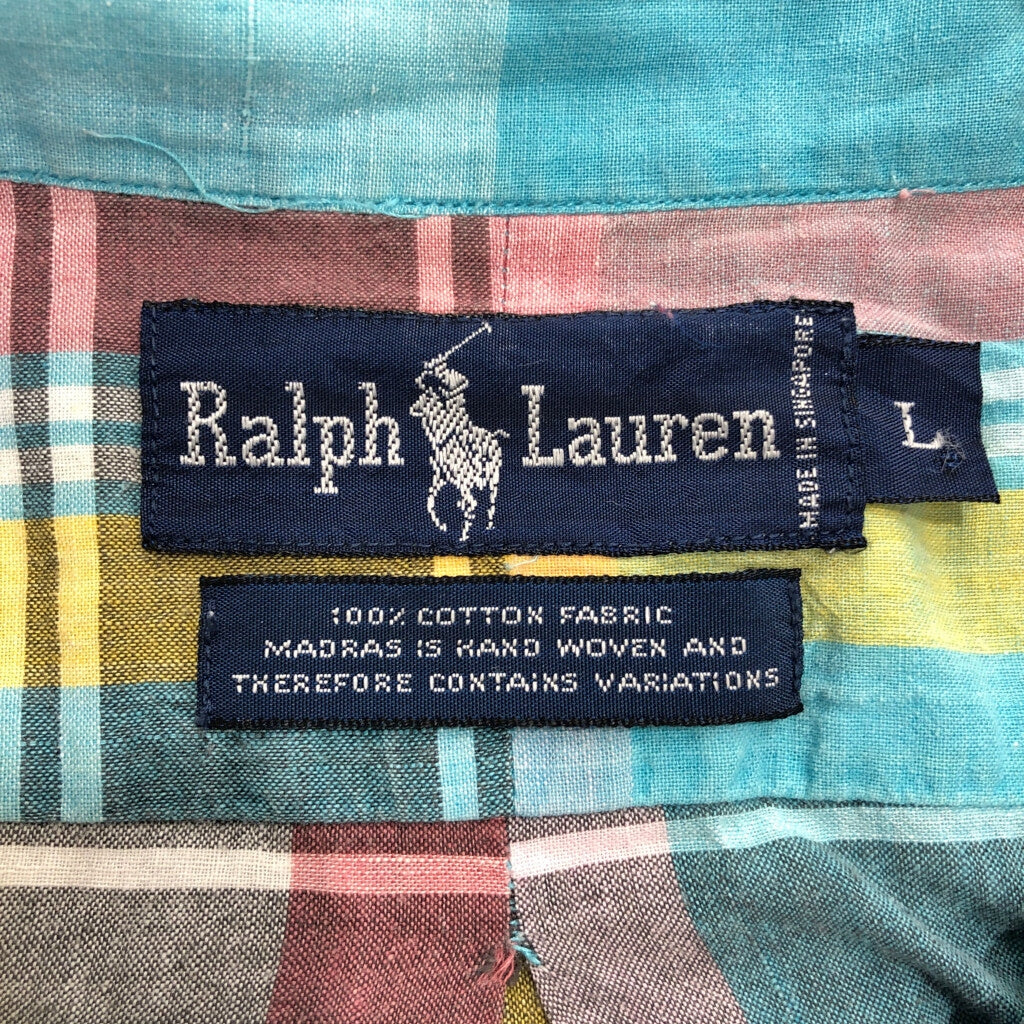 Ralph Lauren
MADE IN SINGAPORE
L
100% COTTON FABRIC
MADRAS IS HAND WOVEN AND
THEREFORE CONTAINS VARIATIONS